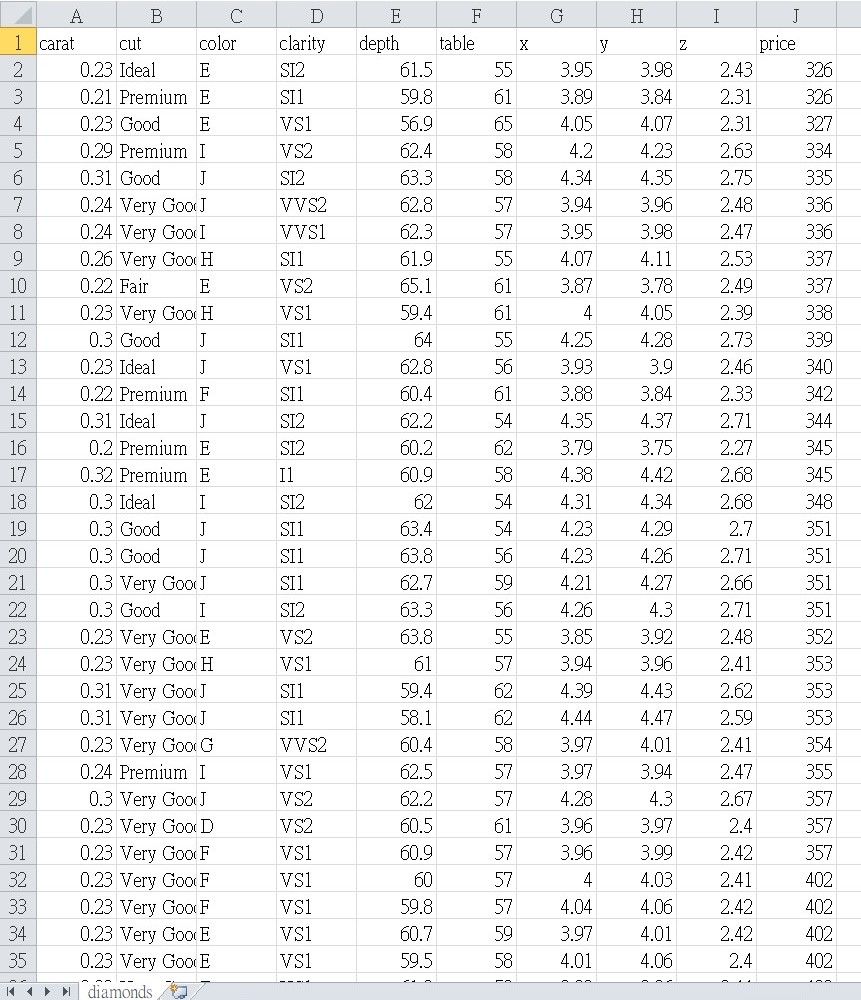 A B C D E F G H I J
1 carat cut color clarity depth table x y z price
2 0.23 Ideal E SI2 61.5 55 3.95 3.98 2.43 326
3 0.21 Premium E SI1 59.8 61 3.89 3.84 2.31 326
4 0.23 Good E VS1 56.9 65 4.05 4.07 2.31 327
5 0.29 Premium I VS2 62.4 58 4.2 4.23 2.63 334
6 0.31 Good J SI2 63.3 58 4.34 4.35 2.75 335
7 0.24 Very Goo J VVS2 62.8 57 3.94 3.96 2.48 336
8 0.24 Very Goo I VVS1 62.3 57 3.95 3.98 2.47 336
9 0.26 Very Goo H SI1 61.9 55 4.07 4.11 2.53 337
10 0.22 Fair E VS2 65.1 61 3.87 3.78 2.49 337
11 0.23 Very Goo H VS1 59.4 61 4 4.05 2.39 338
12 0.3 Good J SI1 64 55 4.25 4.28 2.73 339
13 0.23 Ideal J VS1 62.8 56 3.93 3.9 2.46 340
14 0.22 Premium F SI1 60.4 61 3.88 3.84 2.33 342
15 0.31 Ideal J SI2 62.2 54 4.35 4.37 2.71 344
16 0.2 Premium E SI2 60.2 62 3.79 3.75 2.27 345
17 0.32 Premium E I1 60.9 58 4.38 4.42 2.68 345
18 0.3 Ideal I SI2 62 54 4.31 4.34 2.68 348
19 0.3 Good J SI1 63.4 54 4.23 4.29 2.7 351
20 0.3 Good J SI1 63.8 56 4.23 4.26 2.71 351
21 0.3 Very Goo J SI1 62.7 59 4.21 4.27 2.66 351
22 0.3 Good I SI2 63.3 56 4.26 4.3 2.71 351
23 0.23 Very Goo E VS2 63.8 55 3.85 3.92 2.48 352
24 0.23 Very Goo H VS1 61 57 3.94 3.96 2.41 353
25 0.31 Very Goo J SI1 59.4 62 4.39 4.43 2.62 353
26 0.31 Very Goo J SI1 58.1 62 4.44 4.47 2.59 353
27 0.23 Very Goo G VVS2 60.4 58 3.97 4.01 2.41 354
28 0.24 Premium I VS1 62.5 57 3.97 3.94 2.47 355
29 0.3 Very Goo J VS2 62.2 57 4.28 4.3 2.67 357
30 0.23 Very Goo D VS2 60.5 61 3.96 3.97 2.4 357
31 0.23 Very Goo F VS1 60.9 57 3.96 3.99 2.42 357
32 0.23 Very Goo F VS1 60 57 4 4.03 2.41 402
33 0.23 Very Goo F VS1 59.8 57 4.04 4.06 2.42 402
34 0.23 Very Goo E VS1 60.7 59 3.97 4.01 2.42 402
35 0.23 Very Goo E VS1 59.5 58 4.01 4.06 2.4 402
diamonds